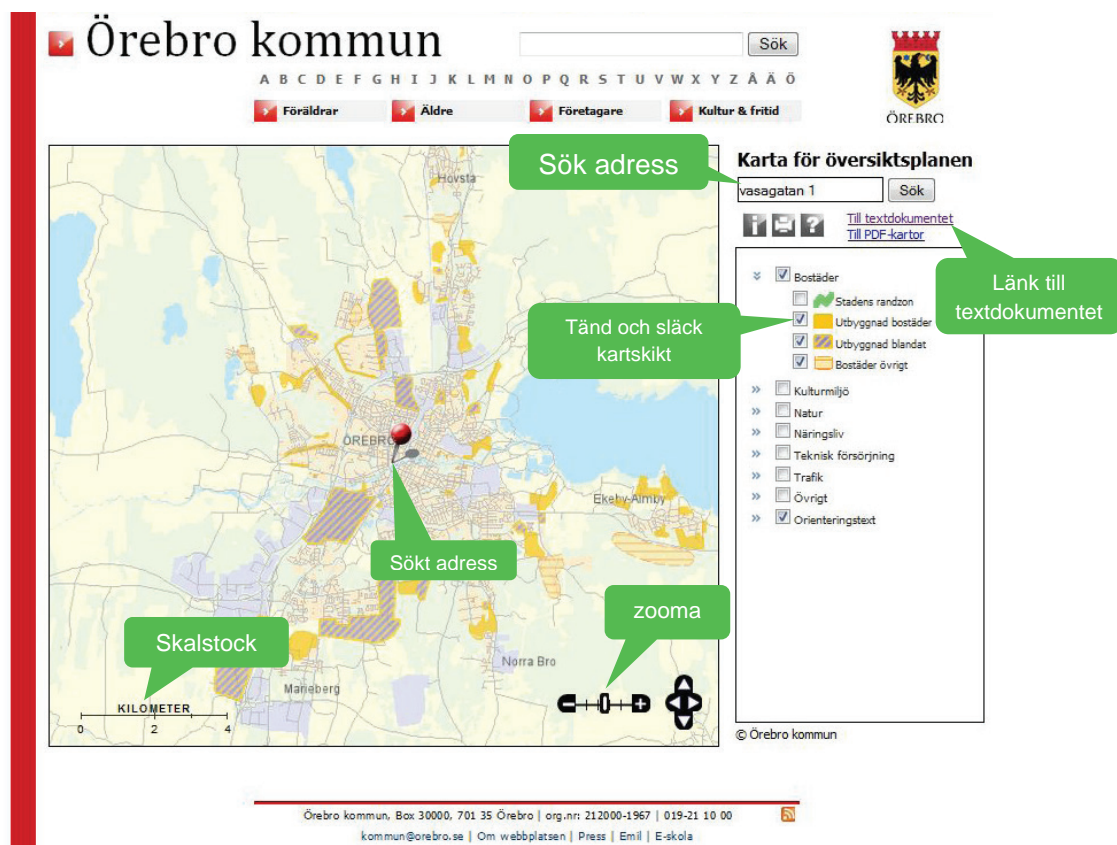 Örebro kommun
Sök
A B C D E F G H I J K L M N O P Q R S T U V W X Y Z Å Ä Ö
Föräldrar Äldre Företagare Kultur & fritid
ÖREBRO
Sök adress
Karta för översiktsplanen
vasagatan 1 Sök
i ?
Till textdokumentet
Till PDF-kartor
Länk till
textdokumentet
Bostäder
Stadens randzon
Utbyggnad bostäder
Utbyggnad blandat
Bostäder övrigt
Kulturmiljö
Natur
Näringsliv
Teknisk försörjning
Trafik
Övrigt
Orienteringstext
Tänd och släck
kartskikt
Hovsta
ÖREBRO
Ekeby-Almby
Sökt adress
zooma
Skalstock
Norra Bro
Marieberg
KILOMETER
0 2 4
© Örebro kommun
Örebro kommun, Box 30000, 701 35 Örebro | org.nr: 212000-1967 | 019-21 10 00
kommun@orebro.se | Om webbplatsen | Press | Emil | E-skola